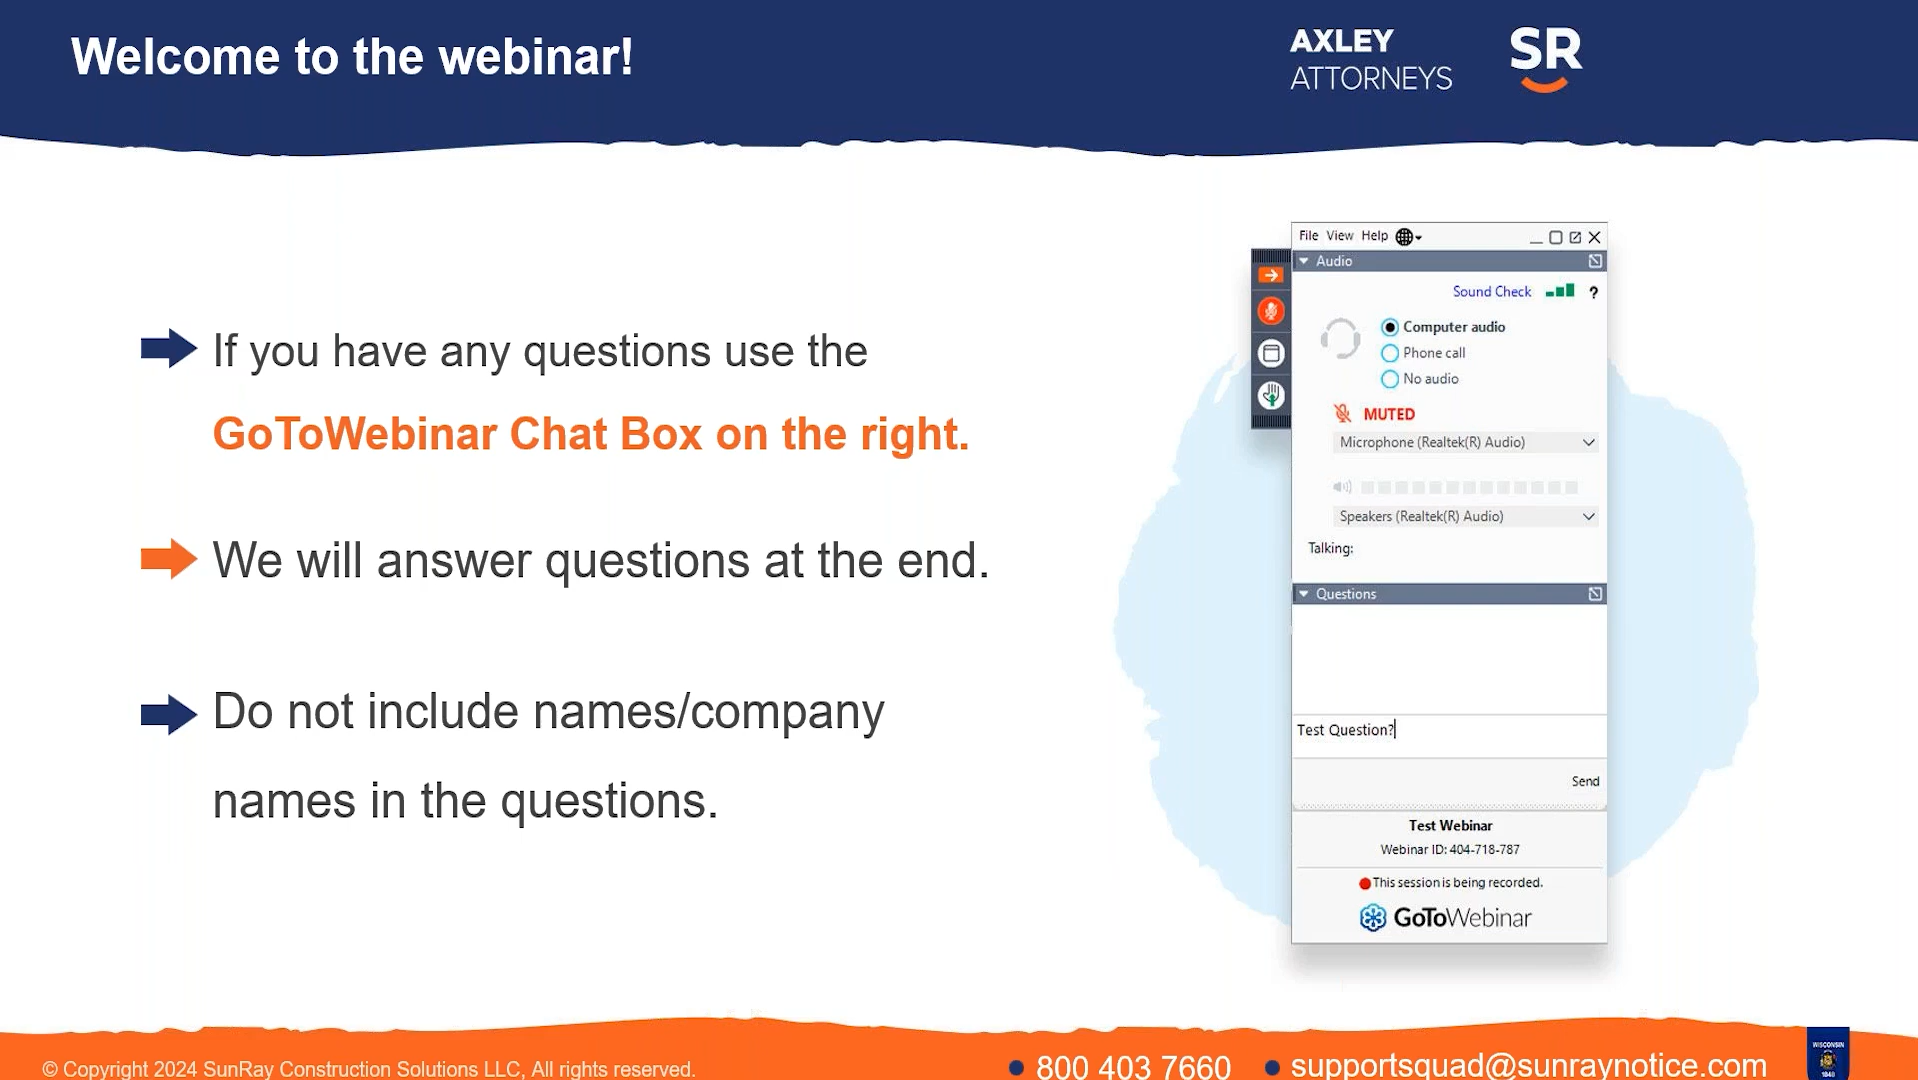 Welcome to the webinar!
AXLEY
ATTORNEYS
SR
If you have any questions use the
GoToWebinar Chat Box on the right.
We will answer questions at the end.
Do not include names/company
names in the questions.
File View Help
Audio
Sound Check ?
Computer audio
Phone call
No audio
MUTED
Microphone (Realtek(R) Audio)
Speakers (Realtek(R) Audio)
Talking:
Questions
Test Question?
Send
Test Webinar
Webinar ID: 404-718-787
This session is being recorded.
GoToWebinar
© Copyright 2024 SunRay Construction Solutions LLC, All rights reserved.
800 403 7660
supportsquad@sunraynotice.com
WISCONSIN
1848